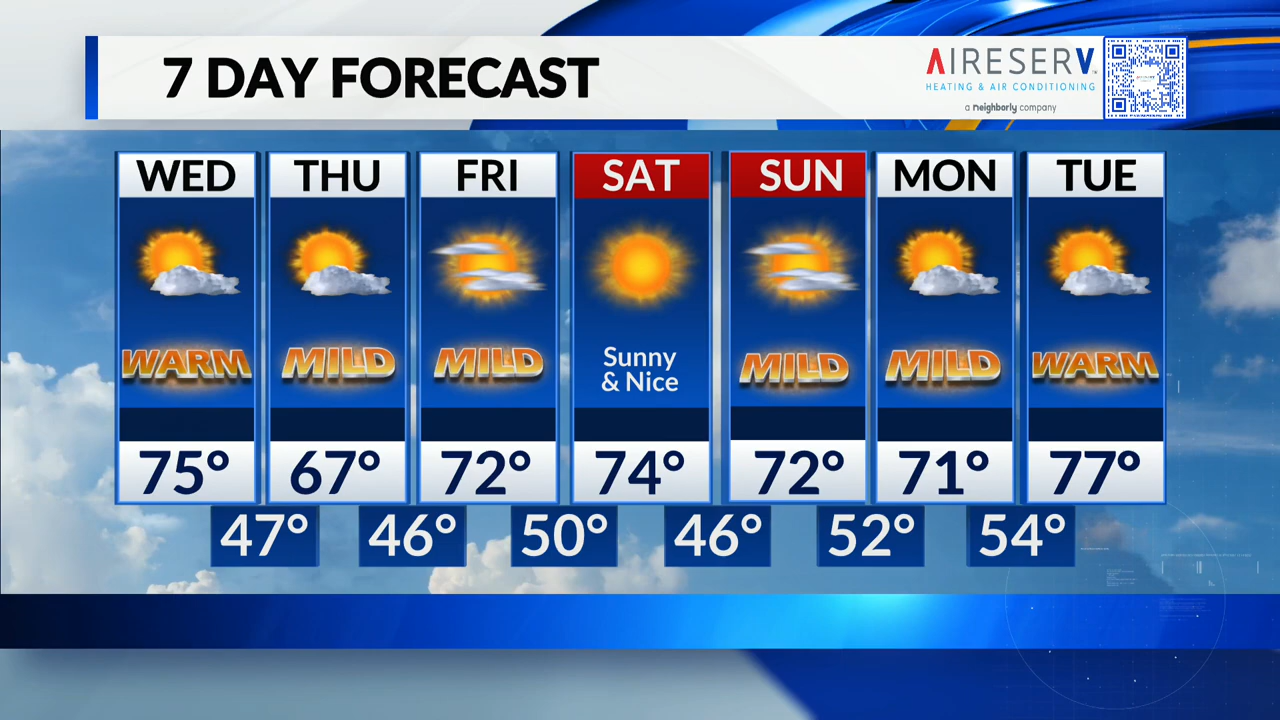 7 DAY FORECAST
AIRESERV
HEATING & AIR CONDITIONING
a neighborly company
WED THU FRI SAT SUN MON TUE
WARM MILD MILD Sunny & Nice MILD MILD WARM
75° 67° 72° 74° 72° 71° 77°
47° 46° 50° 46° 52° 54°